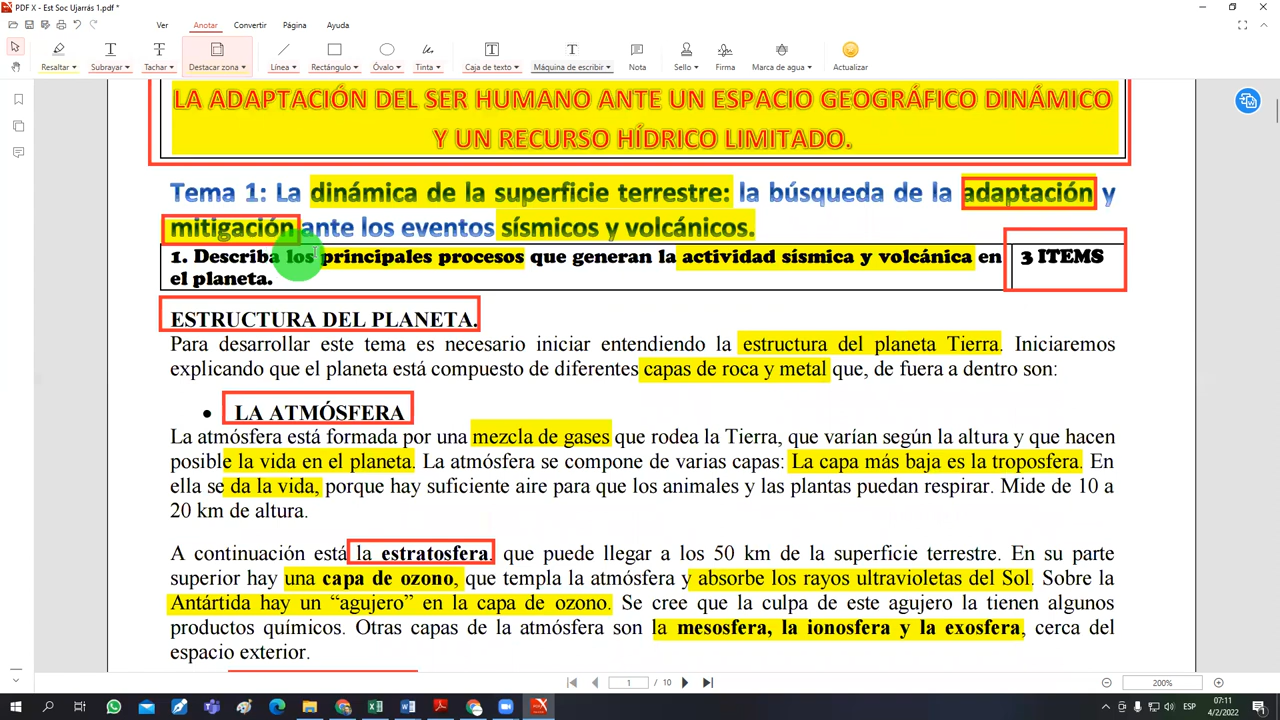 PDF X - Est Soc Ujarrás 1.pdf *
Ver Anotar Convertir Página Ayuda
Resaltar Subrayar Tachar Destacar zona Línea Rectángulo Óvalo Tinta Caja de texto Máquina de escribir Nota Sello Firma Marca de agua Actualizar
LA ADAPTACIÓN DEL SER HUMANO ANTE UN ESPACIO GEOGRÁFICO DINÁMICO
Y UN RECURSO HÍDRICO LIMITADO.
Tema 1: La dinámica de la superficie terrestre: la búsqueda de la adaptación y
mitigación ante los eventos sísmicos y volcánicos.
1. Describa los principales procesos que generan la actividad sísmica y volcánica en 3 ITEMS
el planeta.
ESTRUCTURA DEL PLANETA.
Para desarrollar este tema es necesario iniciar entendiendo la estructura del planeta Tierra. Iniciaremos
explicando que el planeta está compuesto de diferentes capas de roca y metal que, de fuera a dentro son:
• LA ATMÓSFERA
La atmósfera está formada por una mezcla de gases que rodea la Tierra, que varían según la altura y que hacen
posible la vida en el planeta. La atmósfera se compone de varias capas: La capa más baja es la troposfera. En
ella se da la vida, porque hay suficiente aire para que los animales y las plantas puedan respirar. Mide de 10 a
20 km de altura.
A continuación está la estratosfera, que puede llegar a los 50 km de la superficie terrestre. En su parte
superior hay una capa de ozono, que templa la atmósfera y absorbe los rayos ultravioletas del Sol. Sobre la
Antártida hay un “agujero” en la capa de ozono. Se cree que la culpa de este agujero la tienen algunos
productos químicos. Otras capas de la atmósfera son la mesosfera, la ionosfera y la exosfera, cerca del
espacio exterior.
1 / 10 200%
ESP 07:11
4/2/2022